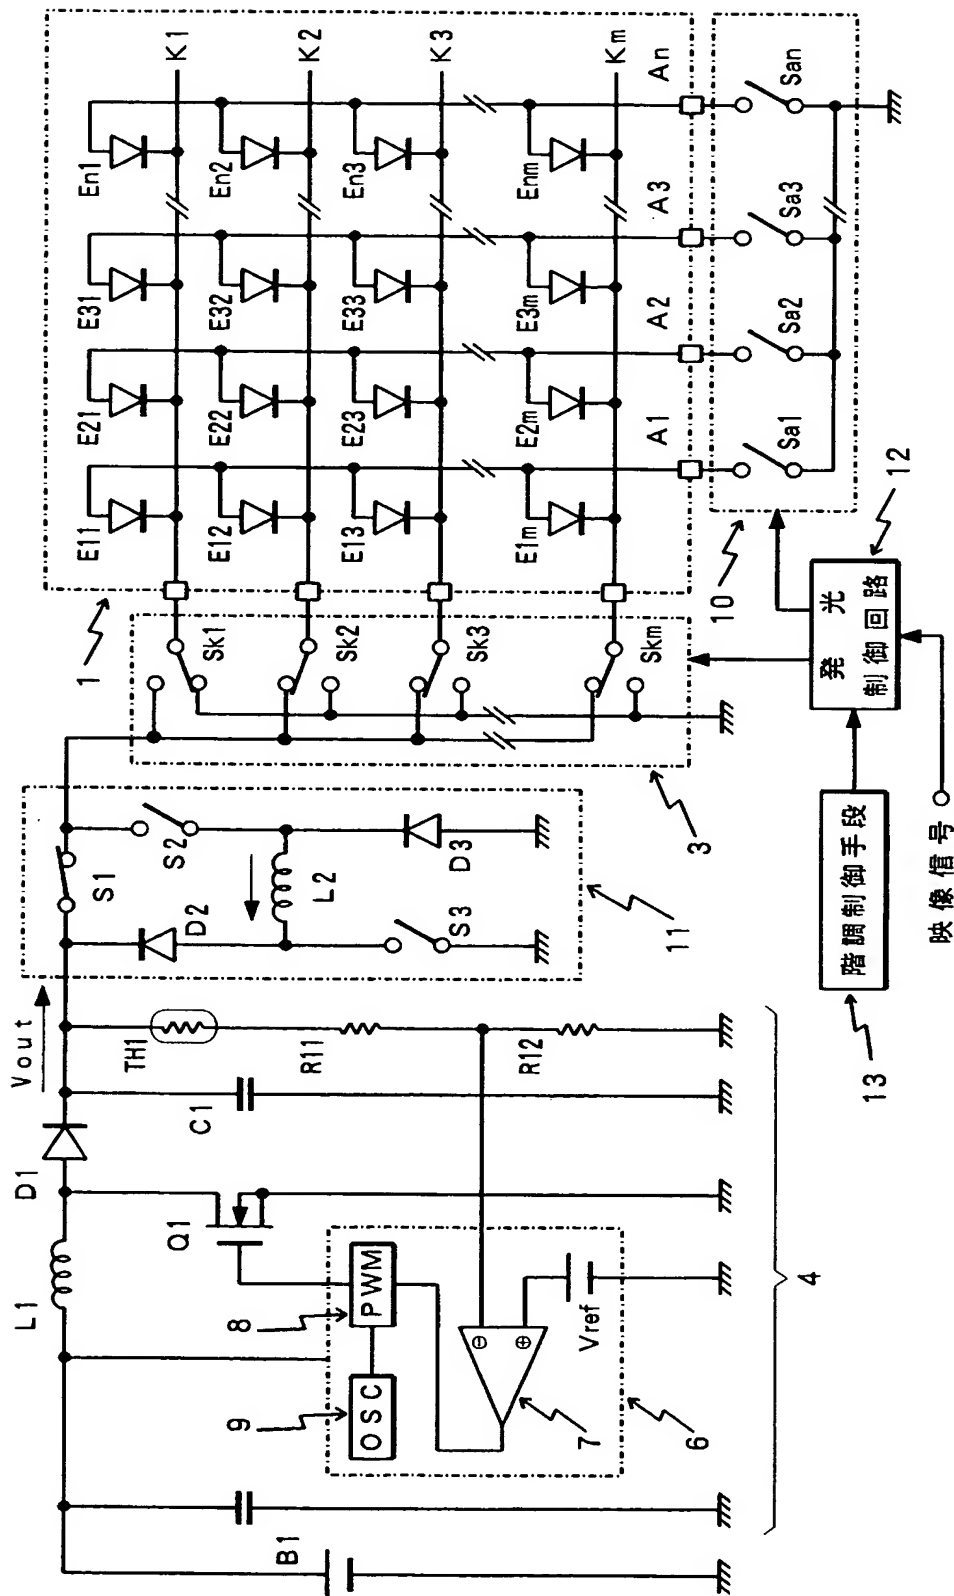 B1
L1
D1
Vout
Q1
C1
TH1
R11
R12
9
OSC
8
PWM
7
Vref
6
4
S1
S2
D2
L2
S3
D3
11
1
Sk1
Sk2
Sk3
Skm
3
E11
E21
E31
En1
K1
E12
E22
E32
En2
K2
E13
E23
E33
En3
K3
E1m
E2m
E3m
Enm
Km
A1
A2
A3
An
Sa1
Sa2
Sa3
San
10
発光
制御回路
12
階調制御手段
13
映像信号